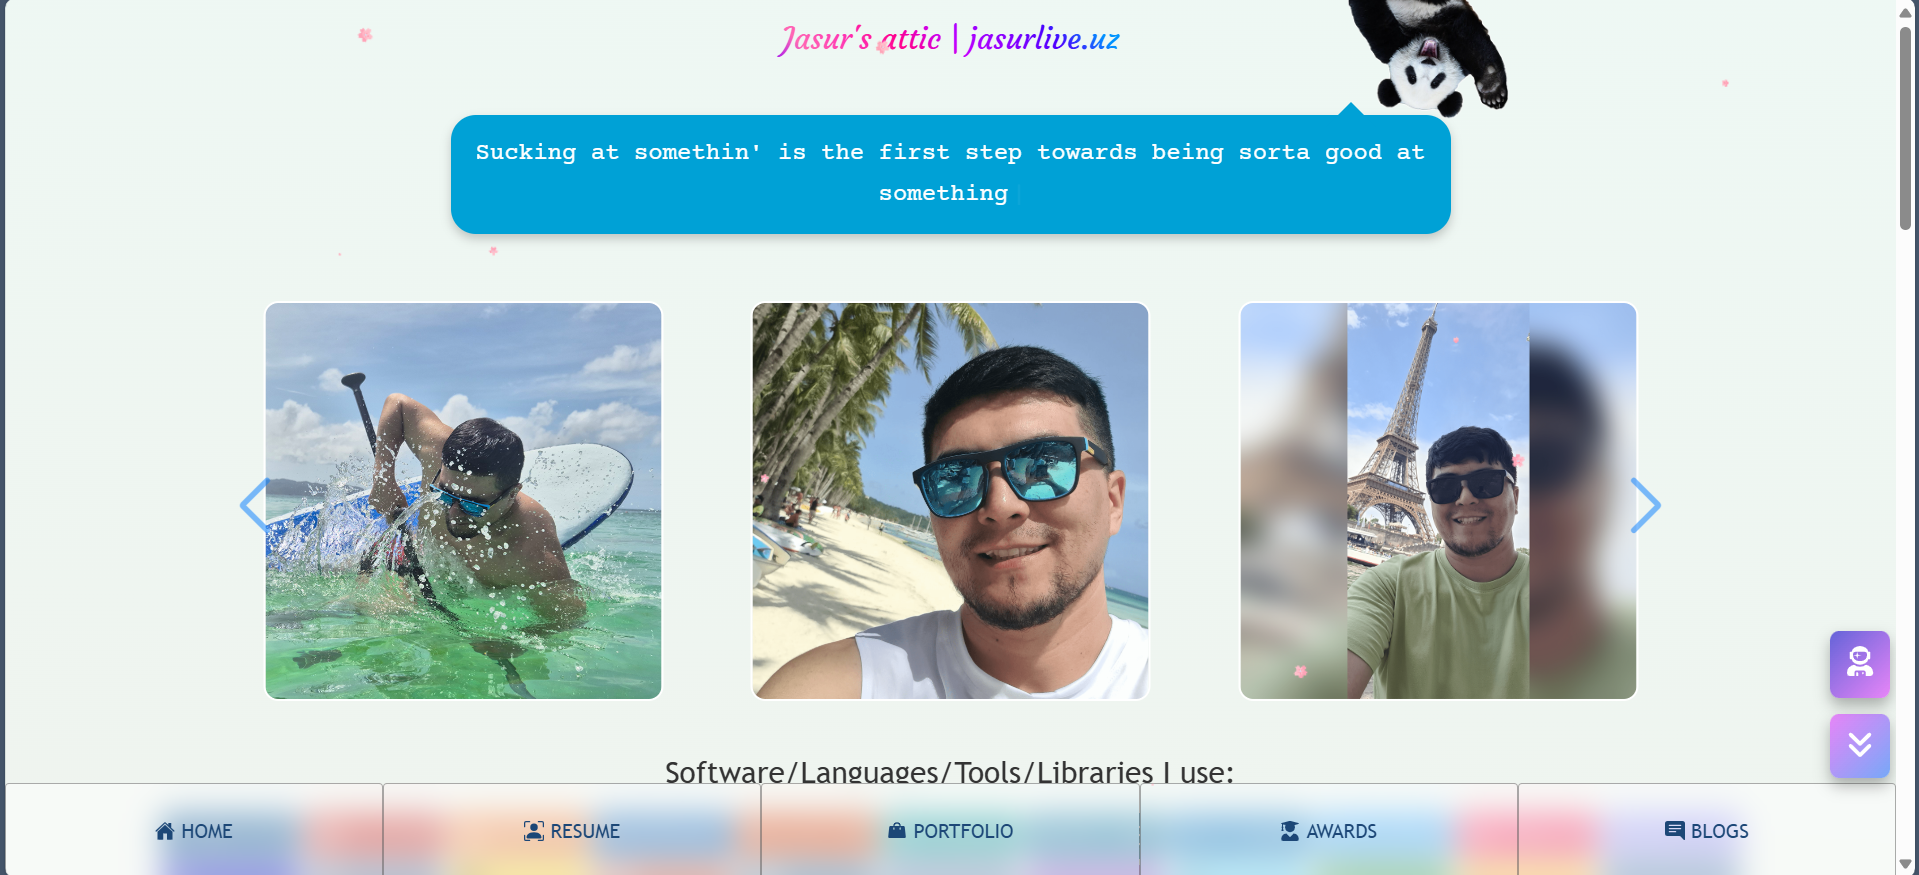 Jasur's attic | jasurlive.uz
Sucking at somethin' is the first step towards being sorta good at
something
Software/Languages/Tools/Libraries I use:
HOME
RESUME
PORTFOLIO
AWARDS
BLOGS